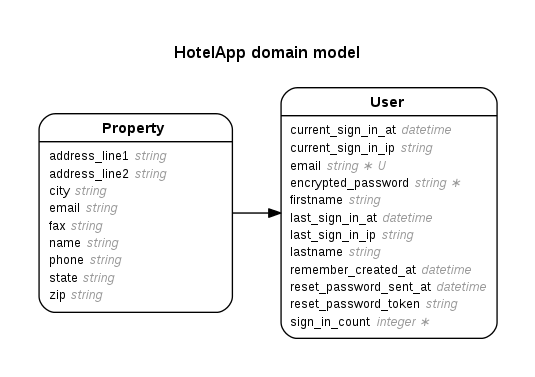 HotelApp domain model
Property
address_line1 string
address_line2 string
city string
email string
fax string
name string
phone string
state string
zip string
User
current_sign_in_at datetime
current_sign_in_ip string
email string ∗ U
encrypted_password string ∗
firstname string
last_sign_in_at datetime
last_sign_in_ip string
lastname string
remember_created_at datetime
reset_password_sent_at datetime
reset_password_token string
sign_in_count integer ∗